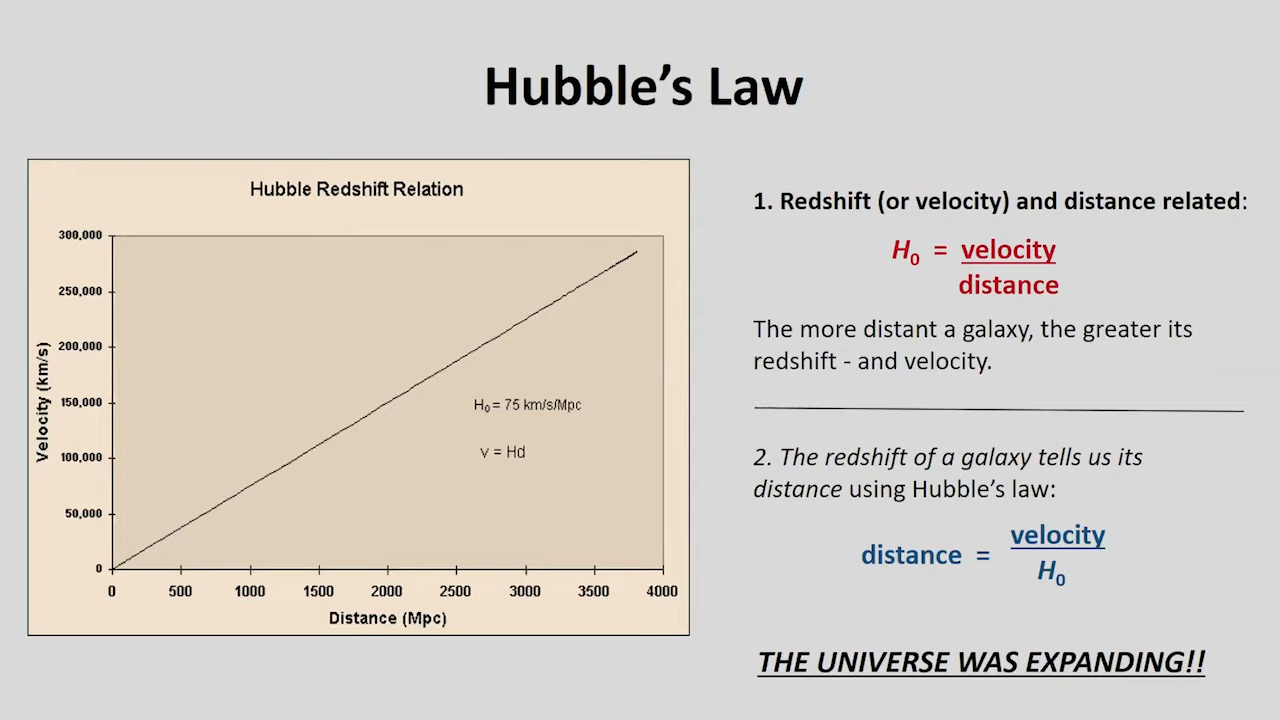 Hubble's Law
Hubble Redshift Relation
300,000
250,000
200,000
150,000
100,000
50,000
0
Velocity (km/s)
H₀ = 75 km/s/Mpc
v = Hd
0 500 1000 1500 2000 2500 3000 3500 4000
Distance (Mpc)
1. Redshift (or velocity) and distance related:
H₀ = velocity
distance
The more distant a galaxy, the greater its
redshift - and velocity.
2. The redshift of a galaxy tells us its
distance using Hubble's law:
distance = velocity
H₀
THE UNIVERSE WAS EXPANDING!!